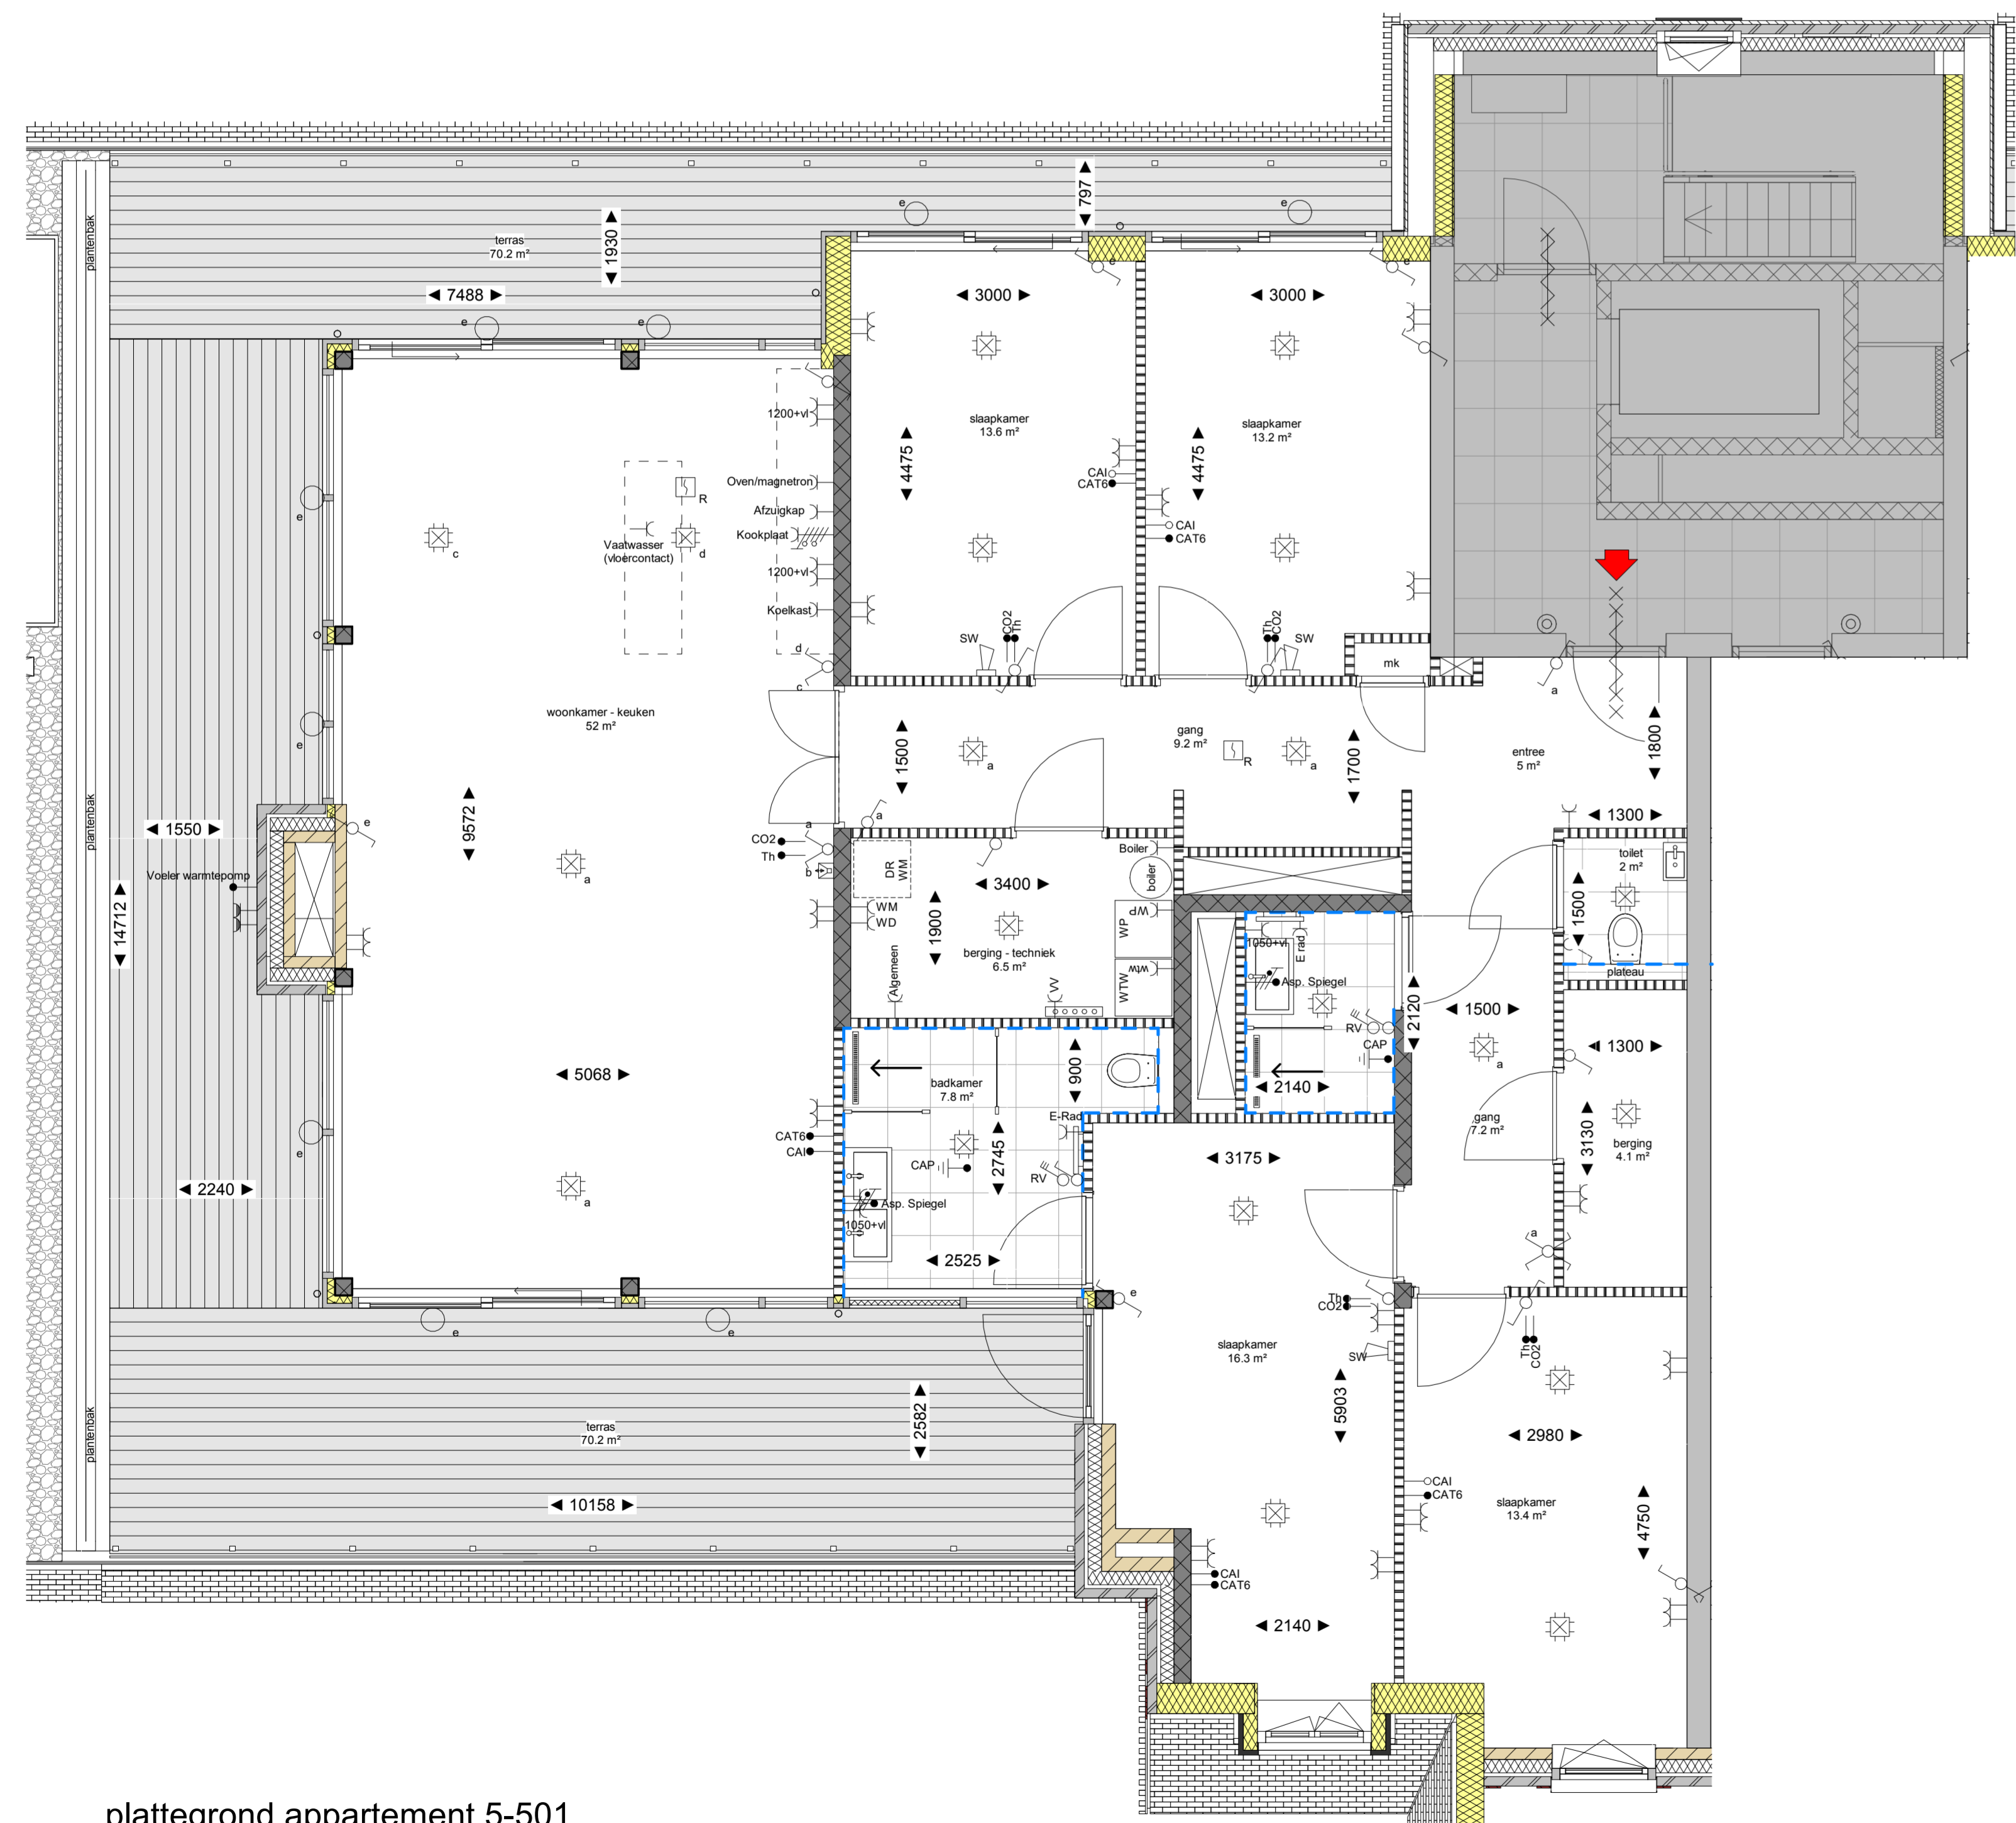 plantenbak
terras
70.2 m²
1930
797
e
e
7488
e
e
3000
e
3000
e
1200+vl
slaapkamer
13.6 m²
slaapkamer
13.2 m²
4475
4475
CAI
CAT6
CAI
CAT6
Oven/magnetron
R
Afzuigkap
e
Kookplaat
c
Vaatwasser
(vloercontact)
d
1200+vl
Koelkast
SW
CO2
Th
Th
CO2
SW
d
mk
c
a
woonkamer - keuken
52 m²
e
1500
a
gang
9.2 m²
R
a
1700
entree
5 m²
1800
plantenbak
1550
9572
e
a
a
1300
CO2
Th
b
Boiler
boiler
toilet
2 m²
Voeler warmtepomp
a
DR
WM
3400
WM
WD
14712
1900
WP
WP
1500
1050+vl
E rad
berging - techniek
6.5 m²
WTW
wtw
Algemeen
VV
Asp. Spiegel
plateau
2120
1500
RV
CAP
a
1300
5068
badkamer
7.8 m²
900
2140
E-Rad
gang
7.2 m²
CAT6
CAI
3130
berging
4.1 m²
e
2745
CAP
RV
3175
2240
a
Asp. Spiegel
1050+vl
a
2525
e
Th
CO2
e
e
slaapkamer
16.3 m²
SW
Th
CO2
plantenbak
terras
70.2 m²
2582
5903
2980
CAI
CAT6
slaapkamer
13.4 m²
4750
10158
CAI
CAT6
2140
plattegrond appartement 5-501